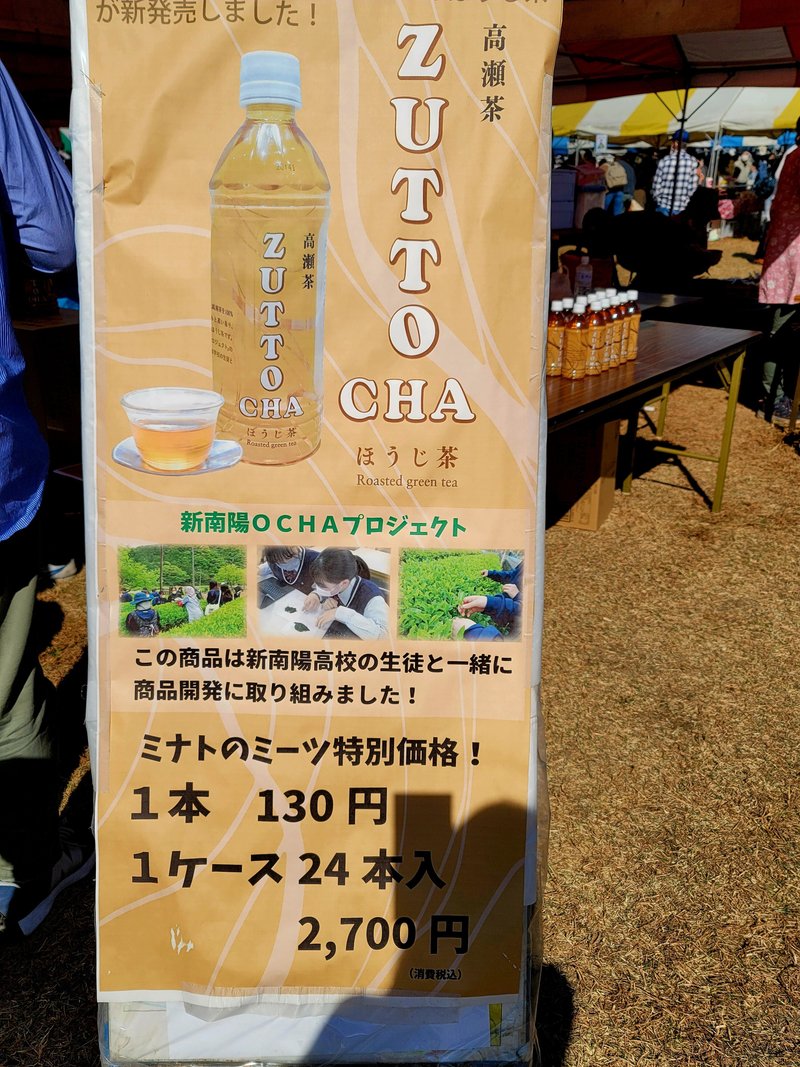 が新発売しました！
高瀬茶
ZUTTO
CHA
ほうじ茶
Roasted green tea
高瀬茶
ZUTTO
CHA
ほうじ茶
Roasted green tea
新南陽OCHAプロジェクト
この商品は新南陽高校の生徒と一緒に
商品開発に取り組みました！
ミナトのミーツ特別価格！
1本 130円
1ケース24本入
2,700円
（消費税込）